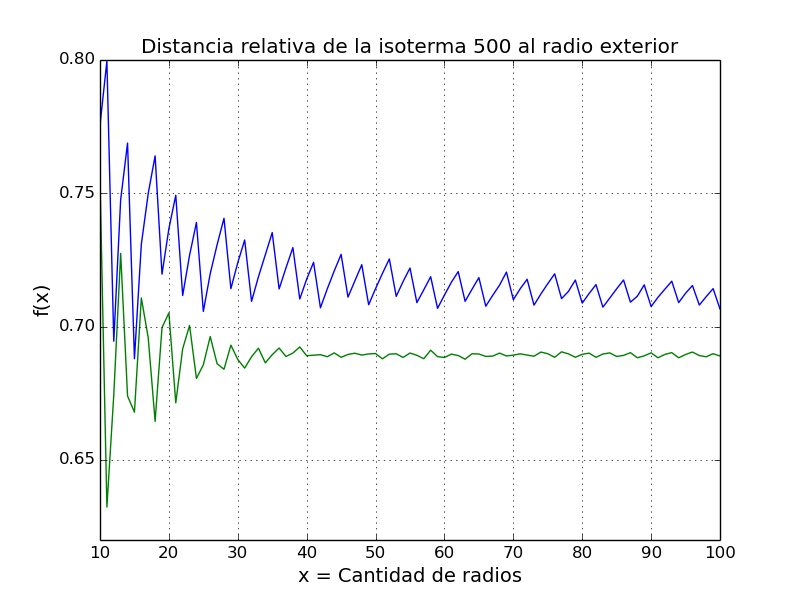 Distancia relativa de la isoterma 500 al radio exterior
0.80
0.75
0.70
0.65
f(x)
10 20 30 40 50 60 70 80 90 100
x = Cantidad de radios